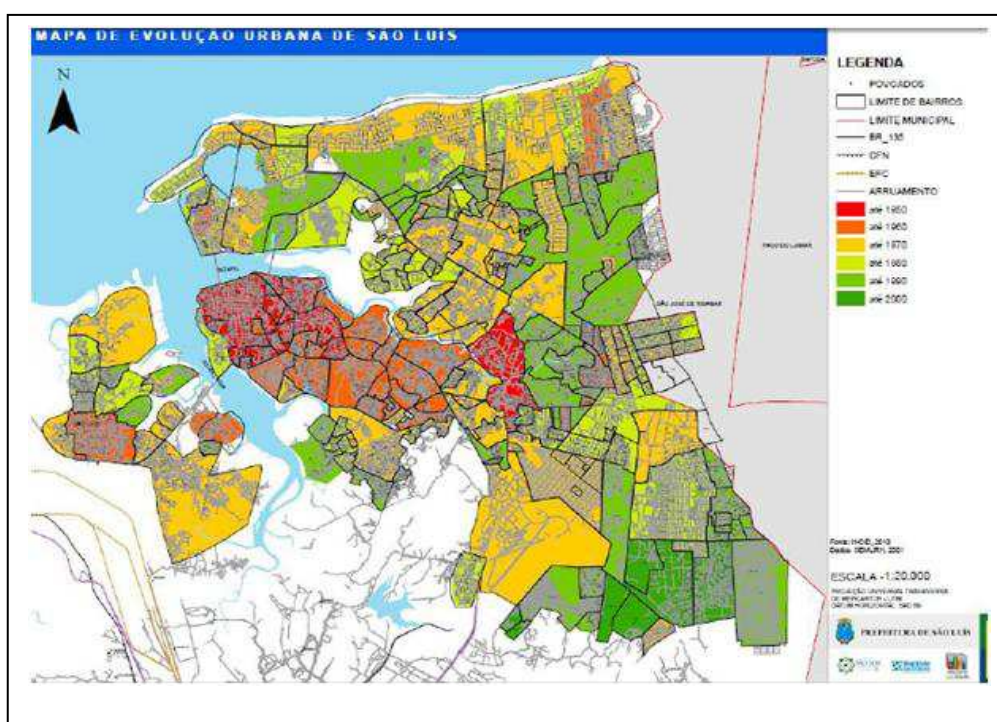 MAPA DE EVOLUÇÃO URBANA DE SÃO LUÍS
N
LEGENDA
POVOADOS
LIMITE DE BAIRROS
LIMITE MUNICIPAL
BR_135
CFN
EFC
ARRUAMENTO
até 1950
até 1960
até 1970
até 1980
até 1990
até 2000
SÃO JOSÉ DE RIBAMAR
ESCALA -1:20.000
PREFEITURA DE SÃO LUÍS